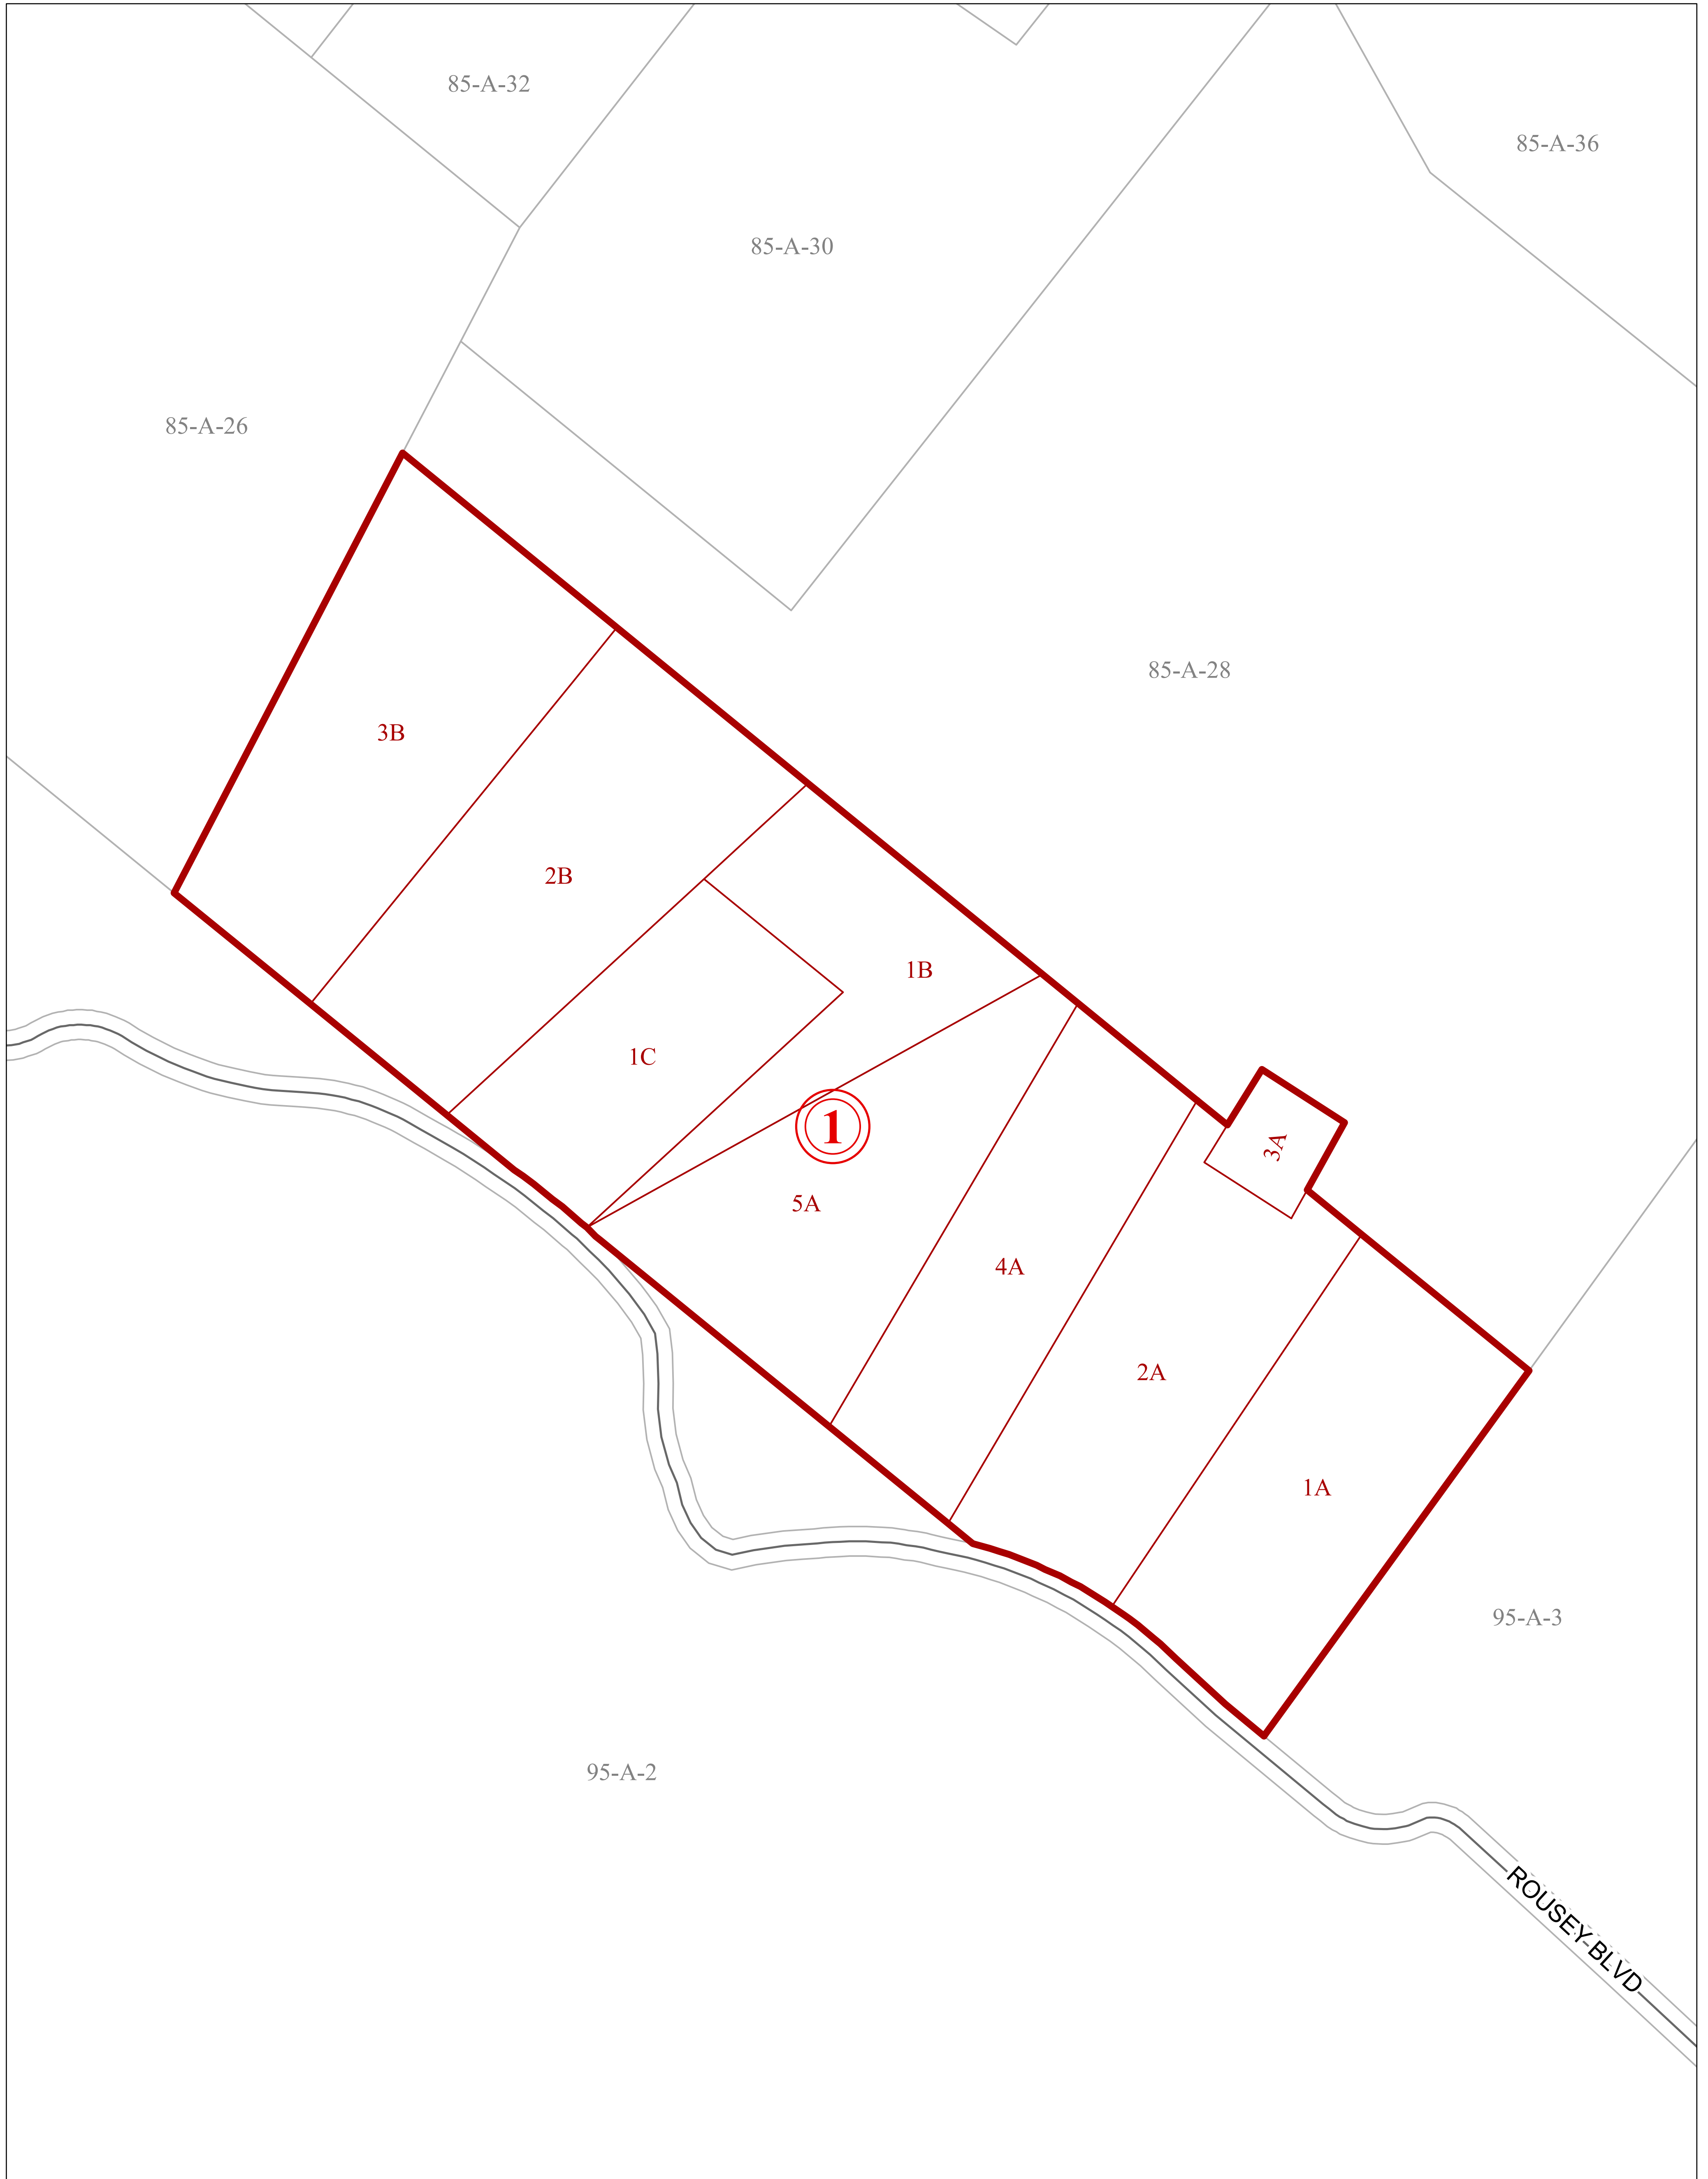 85-A-32
85-A-36
85-A-30
85-A-26
85-A-28
3B
2B
1B
1C
1
3A
5A
4A
2A
1A
95-A-3
95-A-2
ROUSEY BLVD